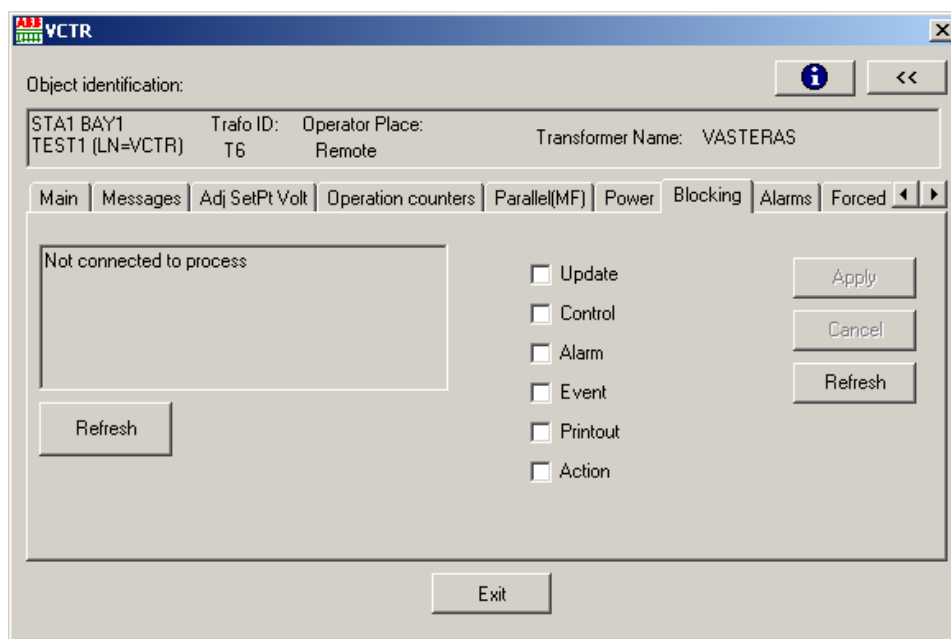 ABB VCTR
Object identification:
<<
STA1 BAY1 Trafo ID: Operator Place: Transformer Name: VASTERAS
TEST1 (LN=VCTR) T6 Remote
Main Messages Adj SetPt Volt Operation counters Parallel(MF) Power Blocking Alarms Forced
Not connected to process
Update
Control
Alarm
Event
Printout
Action
Apply
Cancel
Refresh
Refresh
Exit